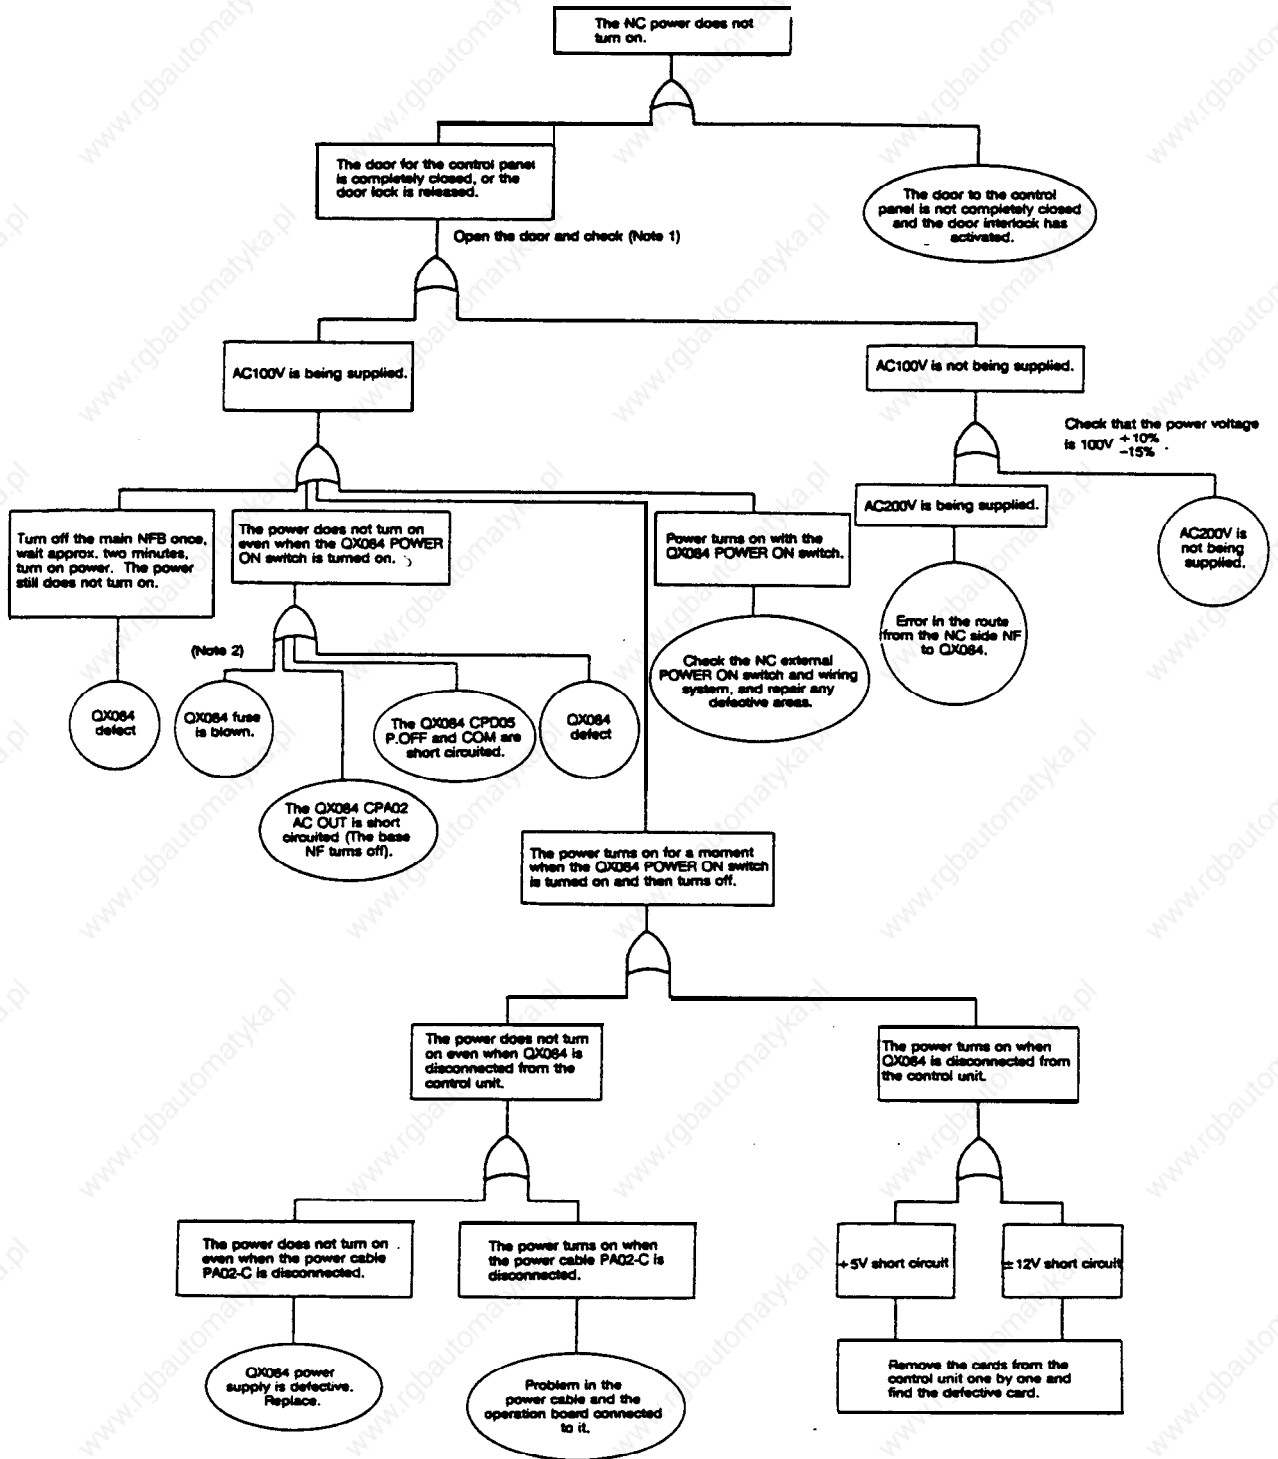 The NC power does not
turn on.
The door for the control panel
is completely closed, or the
door lock is released.
The door to the control
panel is not completely closed
and the door interlock has
activated.
Open the door and check (Note 1)
AC100V is being supplied.
AC100V is not being supplied.
Check that the power voltage
is 100V +10%
-15% .
Turn off the main NFB once,
wait approx. two minutes,
turn on power. The power
still does not turn on.
The power does not turn on
even when the QX084 POWER
ON switch is turned on.
Power turns on with the
QX084 POWER ON switch.
AC200V is being supplied.
AC200V is
not being
supplied.
Error in the route
from the NC side NF
to QX084.
(Note 2)
Check the NC external
POWER ON switch and wiring
system, and repair any
defective areas.
QX084
defect
QX084 fuse
is blown.
The QX084 CPD05
P.OFF and COM are
short circuited.
QX084
defect
The QX084 CPA02
AC OUT is short
circuited (The base
NF turns off).
The power turns on for a moment
when the QX084 POWER ON switch
is turned on and then turns off.
The power does not turn
on even when QX084 is
disconnected from the
control unit.
The power turns on when
QX084 is disconnected from
the control unit.
The power does not turn on
even when the power cable
PA02-C is disconnected.
The power turns on when
the power cable PA02-C is
disconnected.
+5V short circuit
±12V short circuit
QX084 power
supply is defective.
Replace.
Problem in the
power cable and the
operation board connected
to it.
Remove the cards from the
control unit one by one and
find the defective card.
www.rgbautomatyka.pl